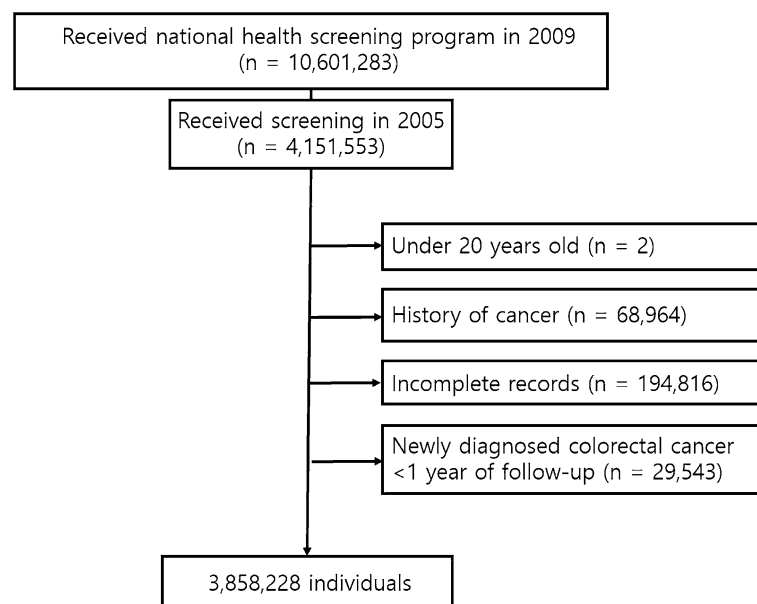 Received national health screening program in 2009
(n = 10,601,283)
Received screening in 2005
(n = 4,151,553)
Under 20 years old (n = 2)
History of cancer (n = 68,964)
Incomplete records (n = 194,816)
Newly diagnosed colorectal cancer
<1 year of follow-up (n = 29,543)
3,858,228 individuals